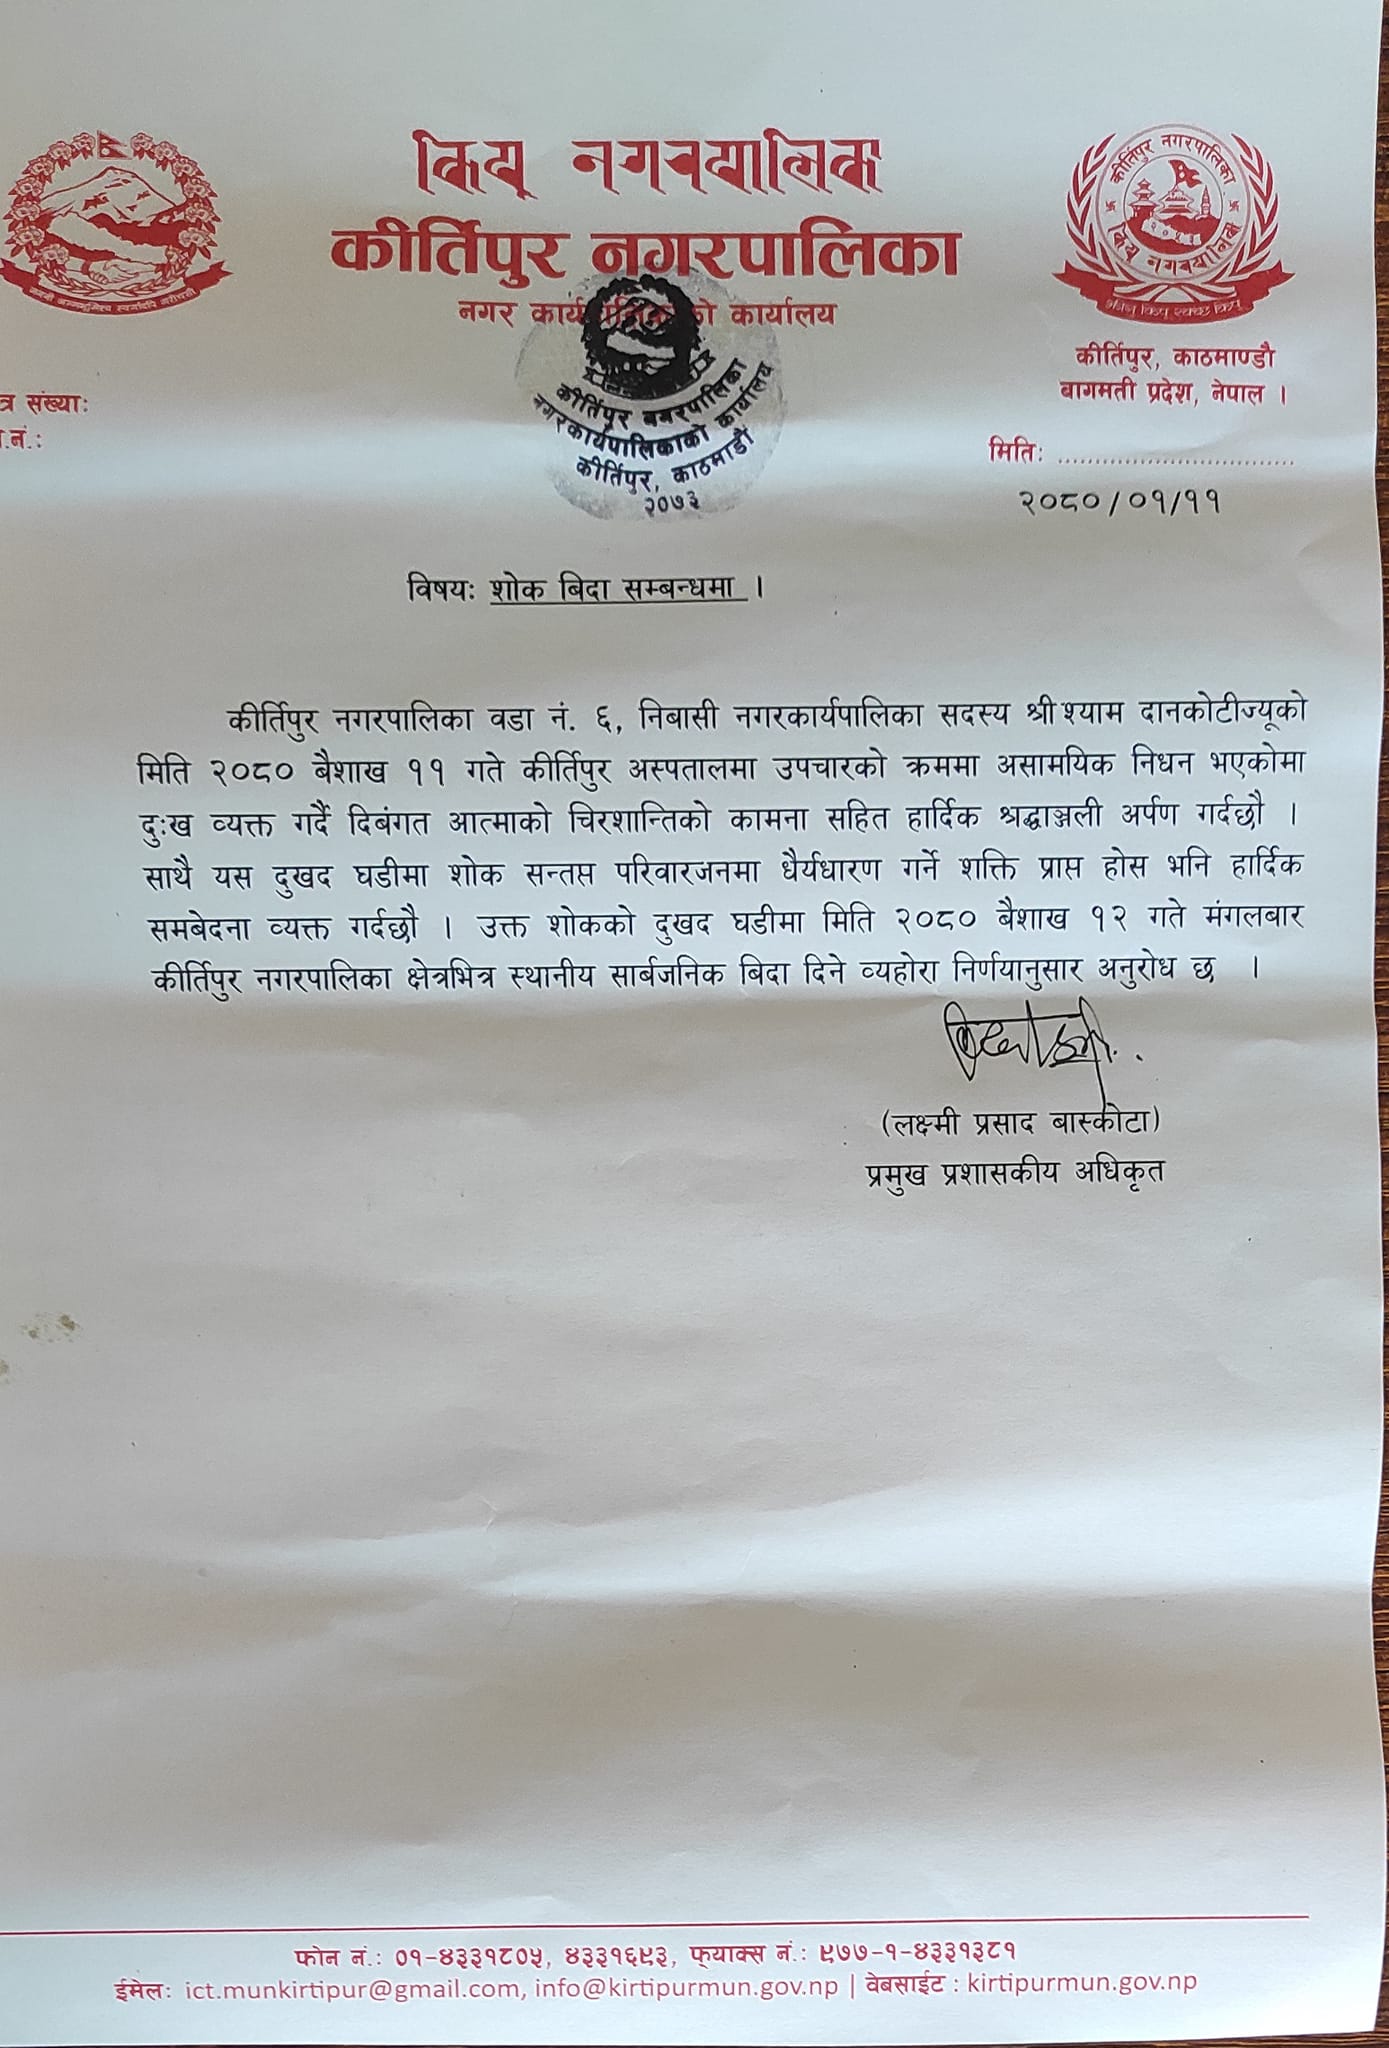 किपू नगरपालिका
कीर्तिपुर नगरपालिका
नगर कार्यपालिकाको कार्यालय
कीर्तिपुर नगरपालिका
कीर्तिपुर, काठमाण्डौ
बागमती प्रदेश, नेपाल ।
त्र संख्याः
.नं.:
कीर्तिपुर नगरपालिका
नगरकार्यपालिकाको कार्यालय
कीर्तिपुर, काठमाडौं
२०७३
मितिः ................................
२०८०/०१/११
विषयः शोक बिदा सम्बन्धमा ।
कीर्तिपुर नगरपालिका वडा नं. ६, निबासी नगरकार्यपालिका सदस्य श्री श्याम दानकोटीज्यूको
मिति २०८० बैशाख ११ गते कीर्तिपुर अस्पतालमा उपचारको क्रममा असामयिक निधन भएकोमा
दुःख व्यक्त गर्दै दिबंगत आत्माको चिरशान्तिको कामना सहित हार्दिक श्रद्धाञ्जली अर्पण गर्दछौ ।
साथै यस दुखद घडीमा शोक सन्तप्त परिवारजनमा धैर्यधारण गर्ने शक्ति प्राप्त होस भनि हार्दिक
समबेदना व्यक्त गर्दछौ । उक्त शोकको दुखद घडीमा मिति २०८० बैशाख १२ गते मंगलबार
कीर्तिपुर नगरपालिका क्षेत्रभित्र स्थानीय सार्बजनिक बिदा दिने व्यहोरा निर्णयानुसार अनुरोध छ ।
(लक्ष्मी प्रसाद बास्कोटा)
प्रमुख प्रशासकीय अधिकृत
फोन नं.: ०१-४३३१८०५, ४३३१६९३, फ्याक्स नं.: ९७७-१-४३३१३८१
ईमेलः ict.munkirtipur@gmail.com, info@kirtipurmun.gov.np | वेबसाईट : kirtipurmun.gov.np